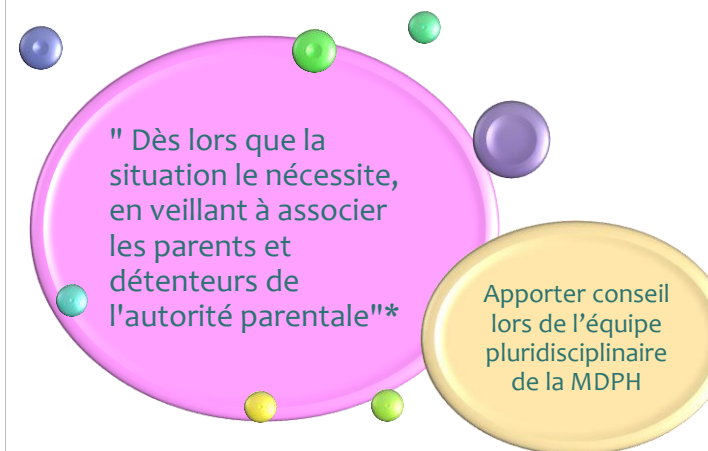 " Dès lors que la
situation le nécessite,
en veillant à associer
les parents et
détenteurs de
l'autorité parentale"*
Apporter conseil
lors de l’équipe
pluridisciplinaire
de la MDPH